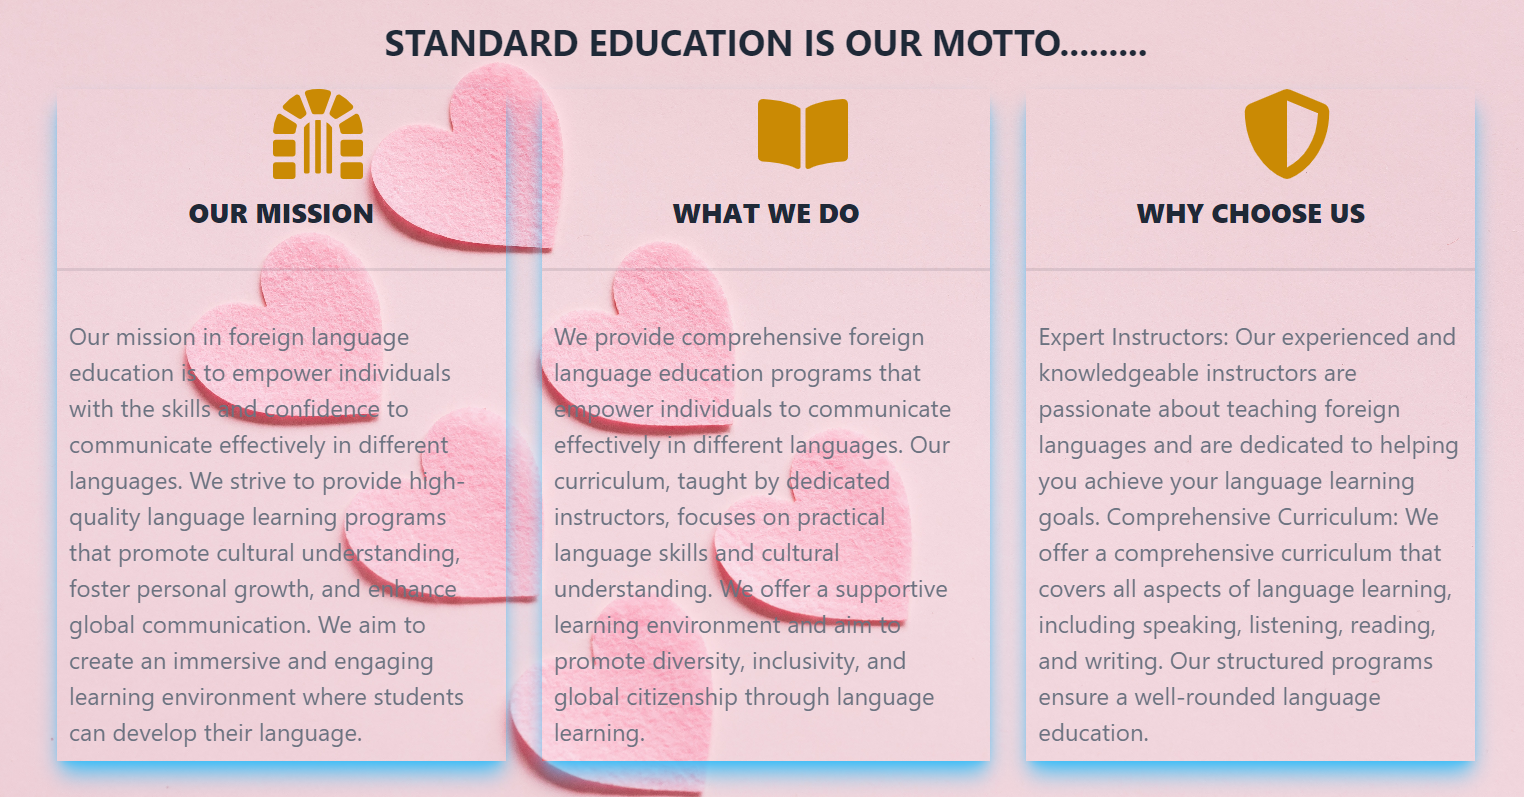 STANDARD EDUCATION IS OUR MOTTO.........
OUR MISSION
Our mission in foreign language
education is to empower individuals
with the skills and confidence to
communicate effectively in different
languages. We strive to provide high-
quality language learning programs
that promote cultural understanding,
foster personal growth, and enhance
global communication. We aim to
create an immersive and engaging
learning environment where students
can develop their language.
WHAT WE DO
We provide comprehensive foreign
language education programs that
empower individuals to communicate
effectively in different languages. Our
curriculum, taught by dedicated
instructors, focuses on practical
language skills and cultural
understanding. We offer a supportive
learning environment and aim to
promote diversity, inclusivity, and
global citizenship through language
learning.
WHY CHOOSE US
Expert Instructors: Our experienced and
knowledgeable instructors are
passionate about teaching foreign
languages and are dedicated to helping
you achieve your language learning
goals. Comprehensive Curriculum: We
offer a comprehensive curriculum that
covers all aspects of language learning,
including speaking, listening, reading,
and writing. Our structured programs
ensure a well-rounded language
education.